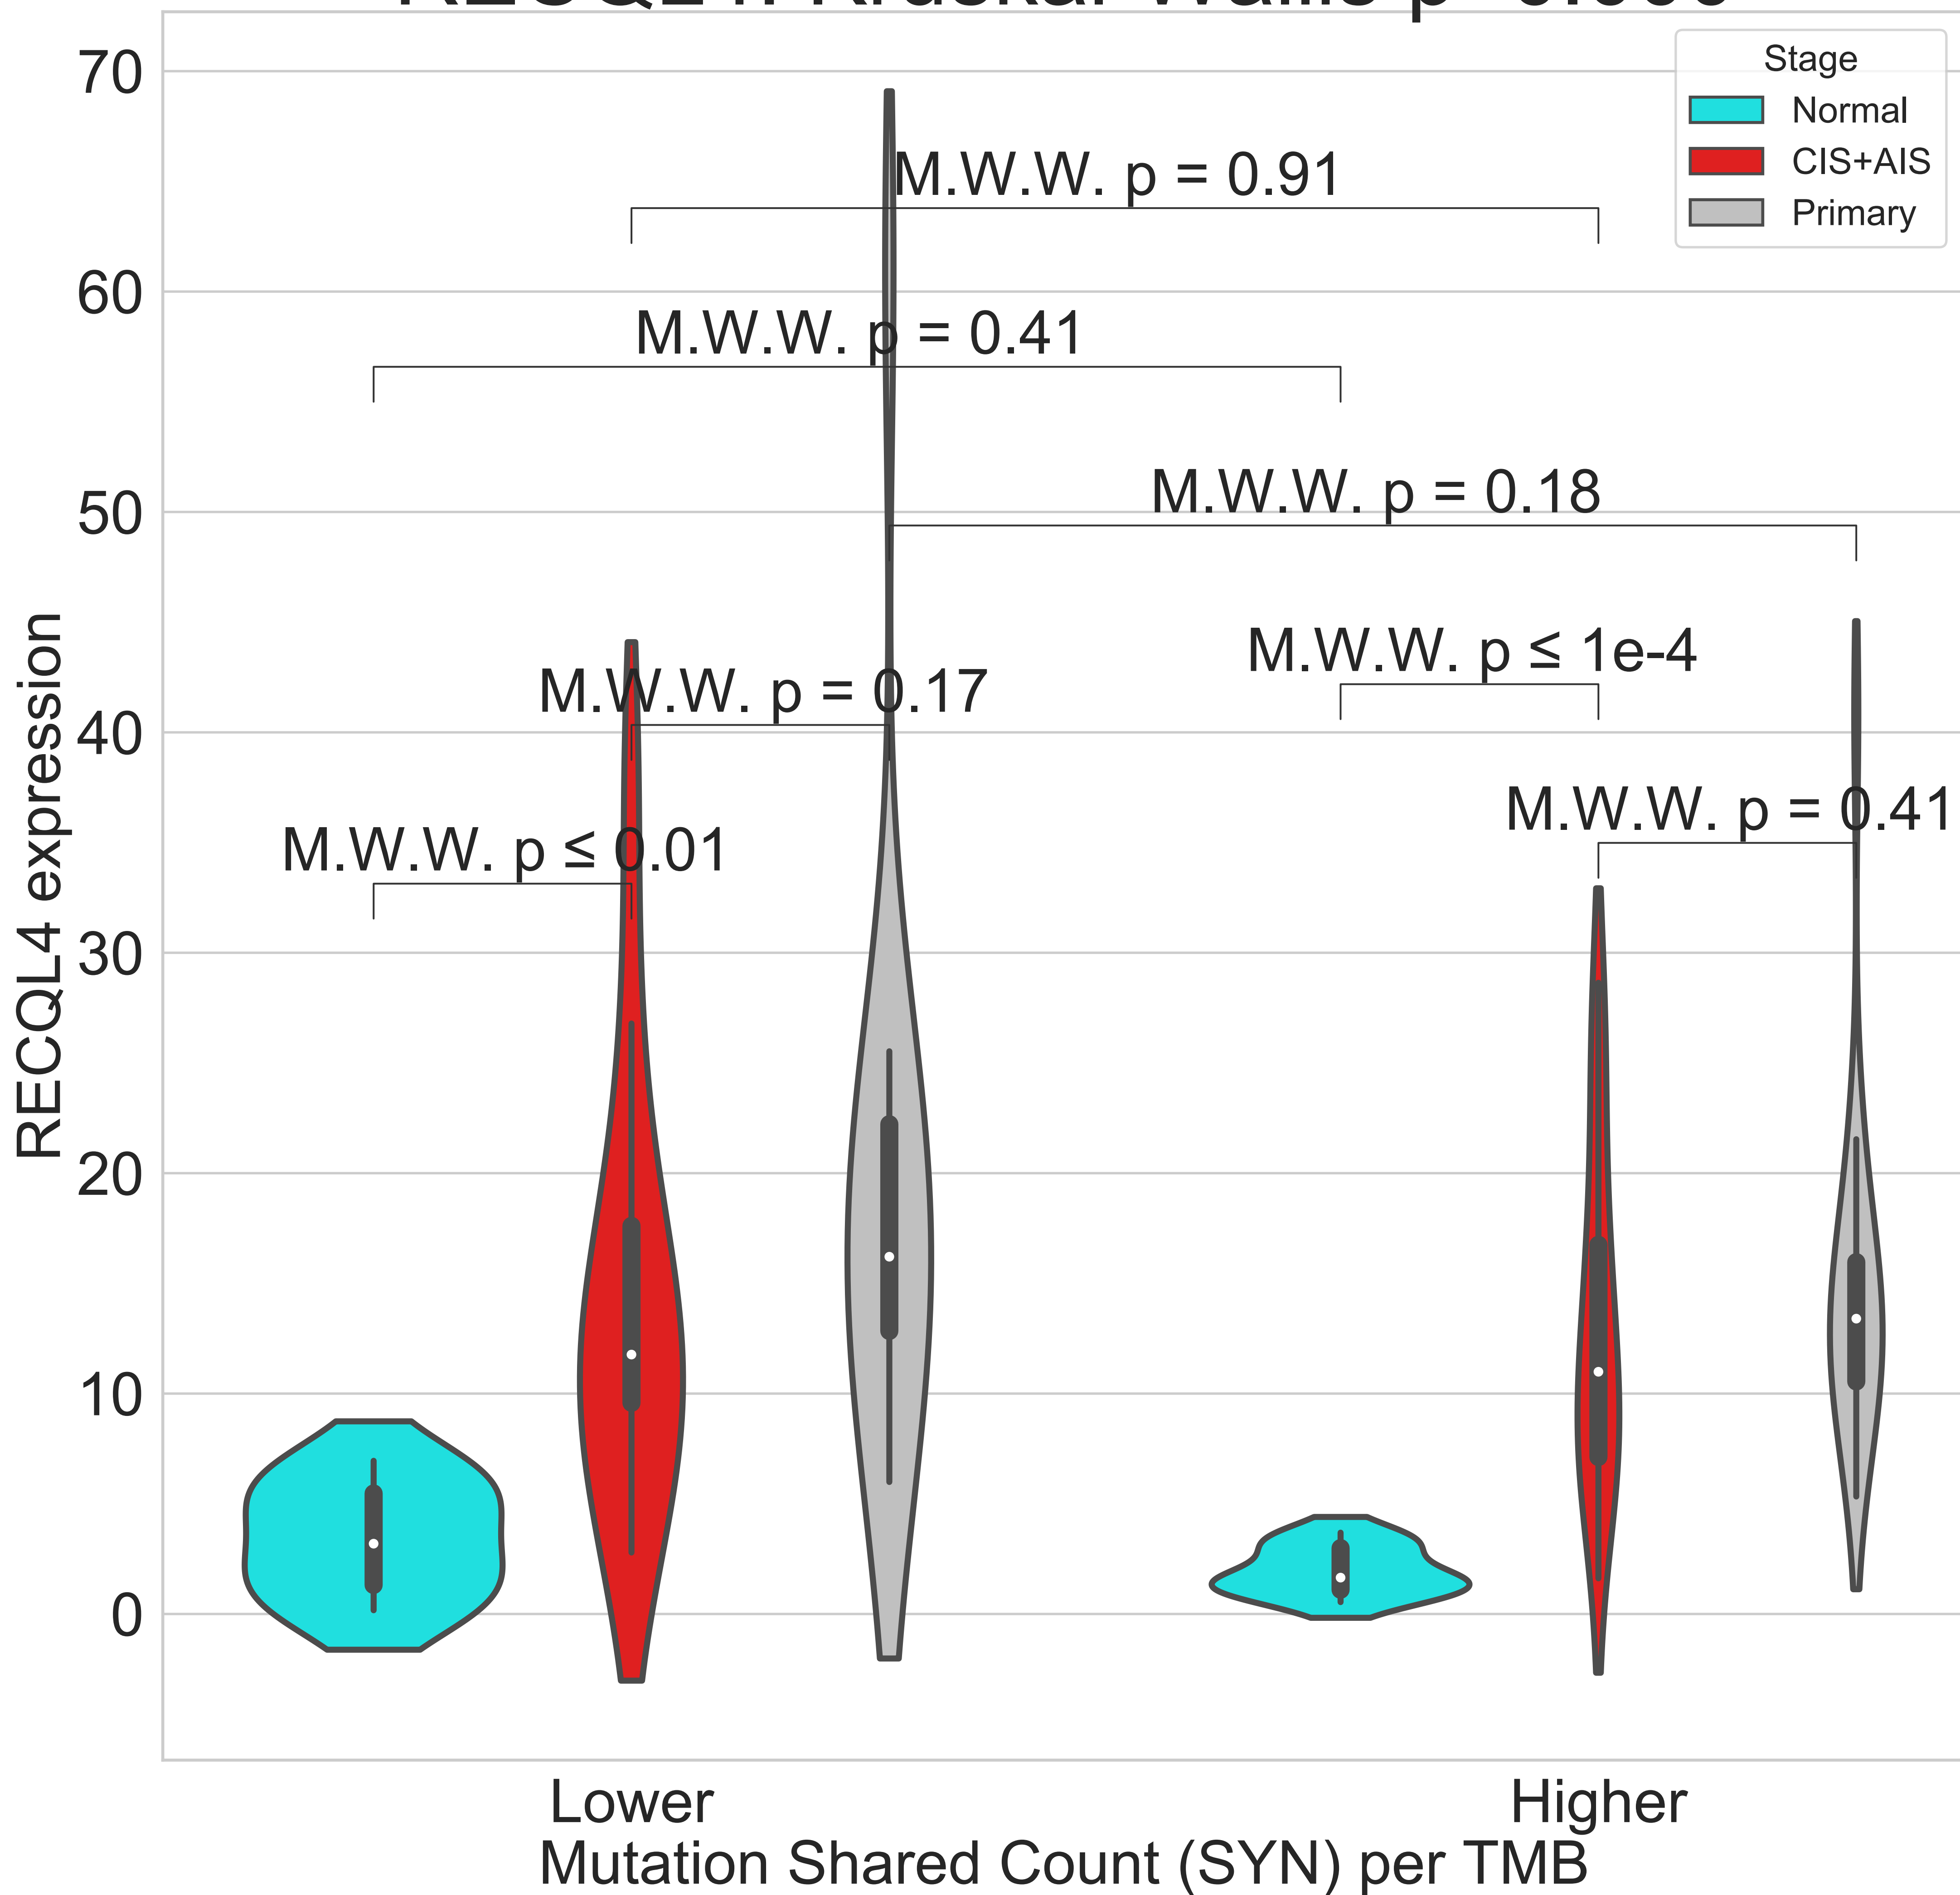 70
60
50
40
30
20
10
0
RECQL4 expression
Stage
Normal
CIS+AIS
Primary
M.W.W. p = 0.91
M.W.W. p = 0.41
M.W.W. p = 0.18
M.W.W. p ≤ 1e-4
M.W.W. p = 0.17
M.W.W. p = 0.41
M.W.W. p ≤ 0.01
Lower
Higher
Mutation Shared Count (SYN) per TMB